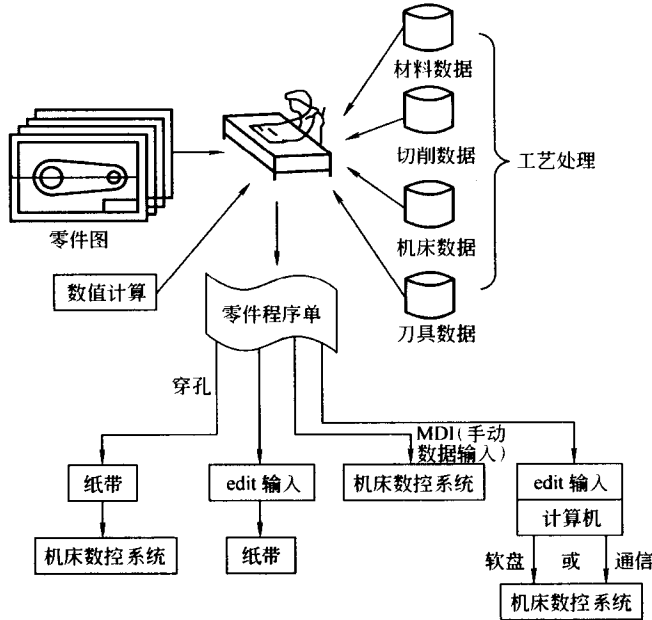 材料数据
切削数据
工艺处理
机床数据
零件图
数值计算
零件程序单
刀具数据
穿孔
MDI(手动
数据输入)
纸带
edit 输入
机床数控系统
edit 输入
计算机
机床数控系统
纸带
软盘 或 通信
机床数控系统